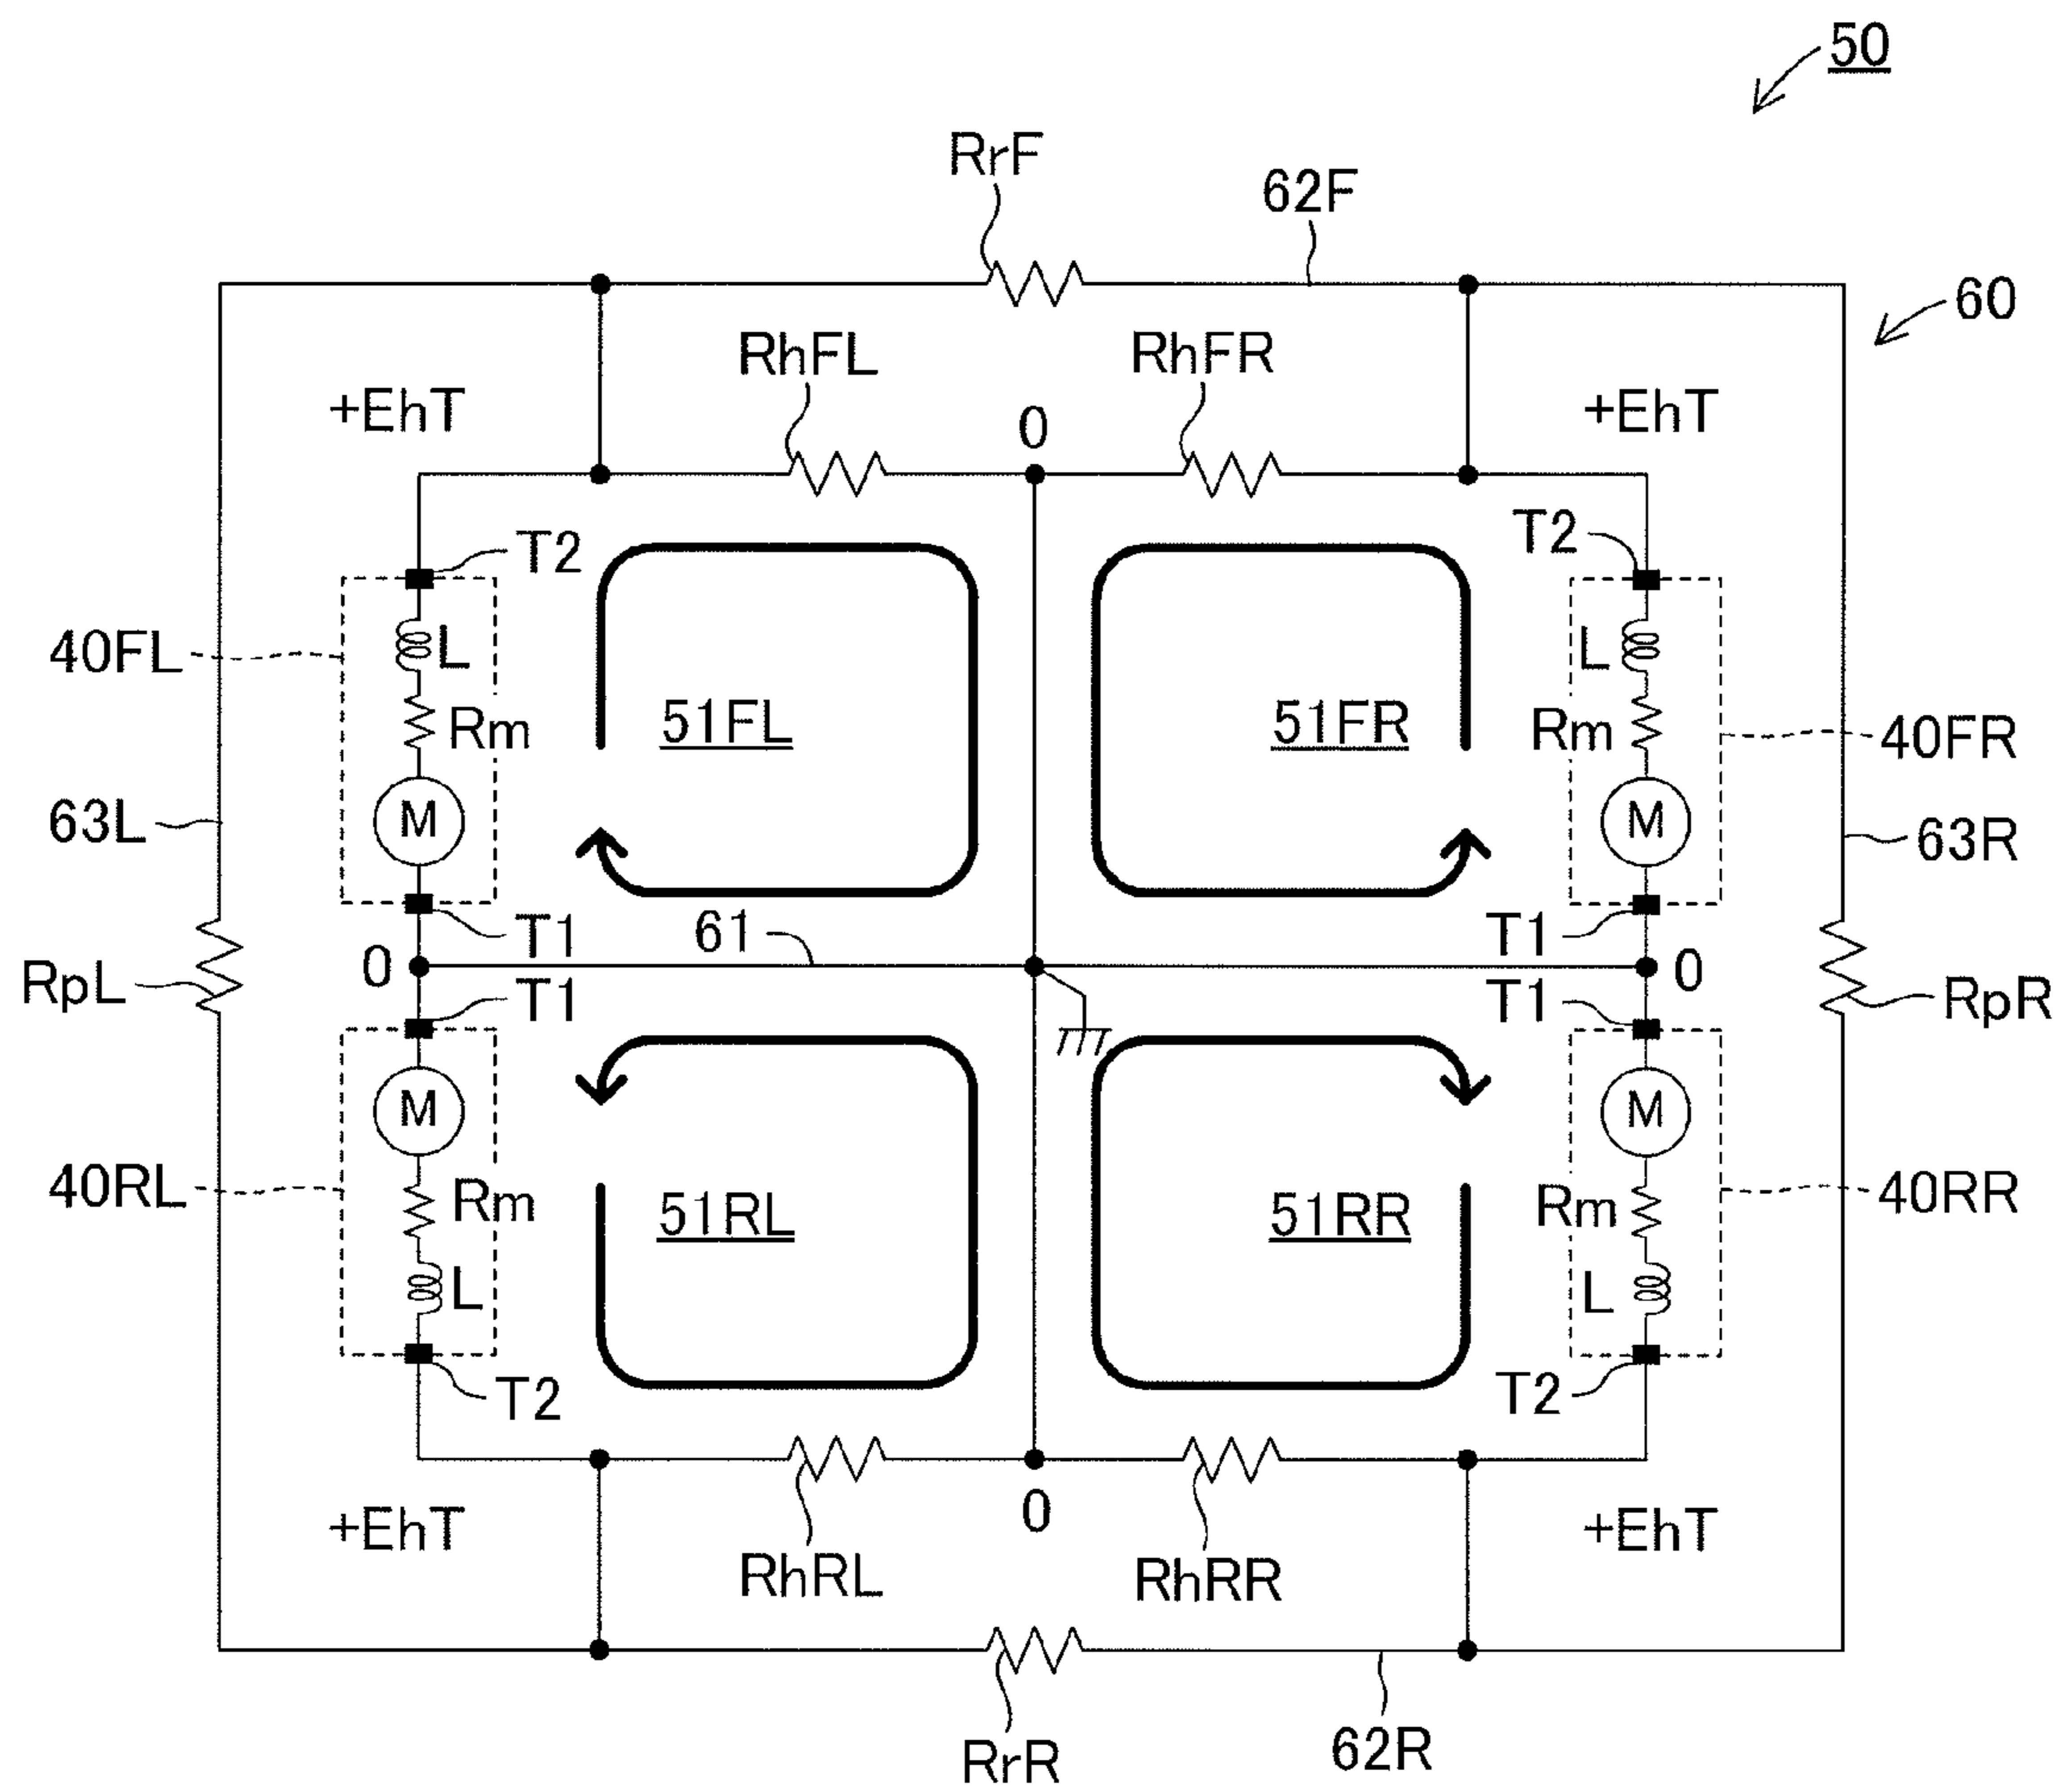 50
RrF
62F
60
RhFL
RhFR
+EhT
0
+EhT
T2
T2
40FL
L
L
51FL
51FR
Rm
Rm
40FR
63L
M
M
63R
T1
61
T1
0
0
RpL
T1
T1
RpR
M
M
40RL
Rm
51RL
51RR
Rm
40RR
L
L
T2
T2
+EhT
0
+EhT
RhRL
RhRR
RrR
62R